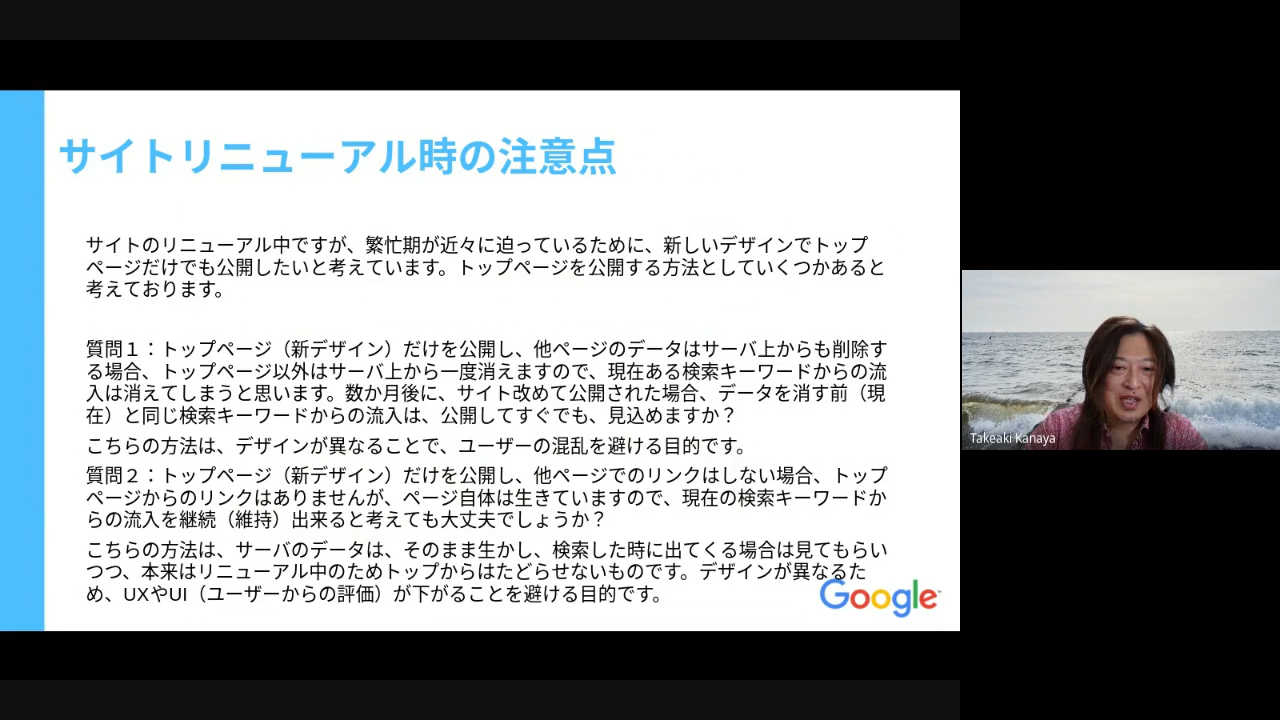 サイトリニューアル時の注意点
サイトのリニューアル中ですが、繁忙期が近々に迫っているために、新しいデザインでトップ
ページだけでも公開したいと考えています。トップページを公開する方法としていくつかあると
考えております。
質問１：トップページ（新デザイン）だけを公開し、他ページのデータはサーバ上からも削除す
る場合、トップページ以外はサーバ上から一度消えますので、現在ある検索キーワードからの流
入は消えてしまうと思います。数か月後に、サイト改めて公開された場合、データを消す前（現
在）と同じ検索キーワードからの流入は、公開してすぐでも、見込めますか？
こちらの方法は、デザインが異なることで、ユーザーの混乱を避ける目的です。
質問２：トップページ（新デザイン）だけを公開し、他ページでのリンクはしない場合、トップ
ページからのリンクはありませんが、ページ自体は生きていますので、現在の検索キーワードか
らの流入を継続（維持）出来ると考えても大丈夫でしょうか？
こちらの方法は、サーバのデータは、そのまま生かし、検索した時に出てくる場合は見てもらい
つつ、本来はリニューアル中のためトップからはたどらせないものです。デザインが異なるた
め、UXやUI（ユーザーからの評価）が下がることを避ける目的です。
Google
Takeaki Kanaya